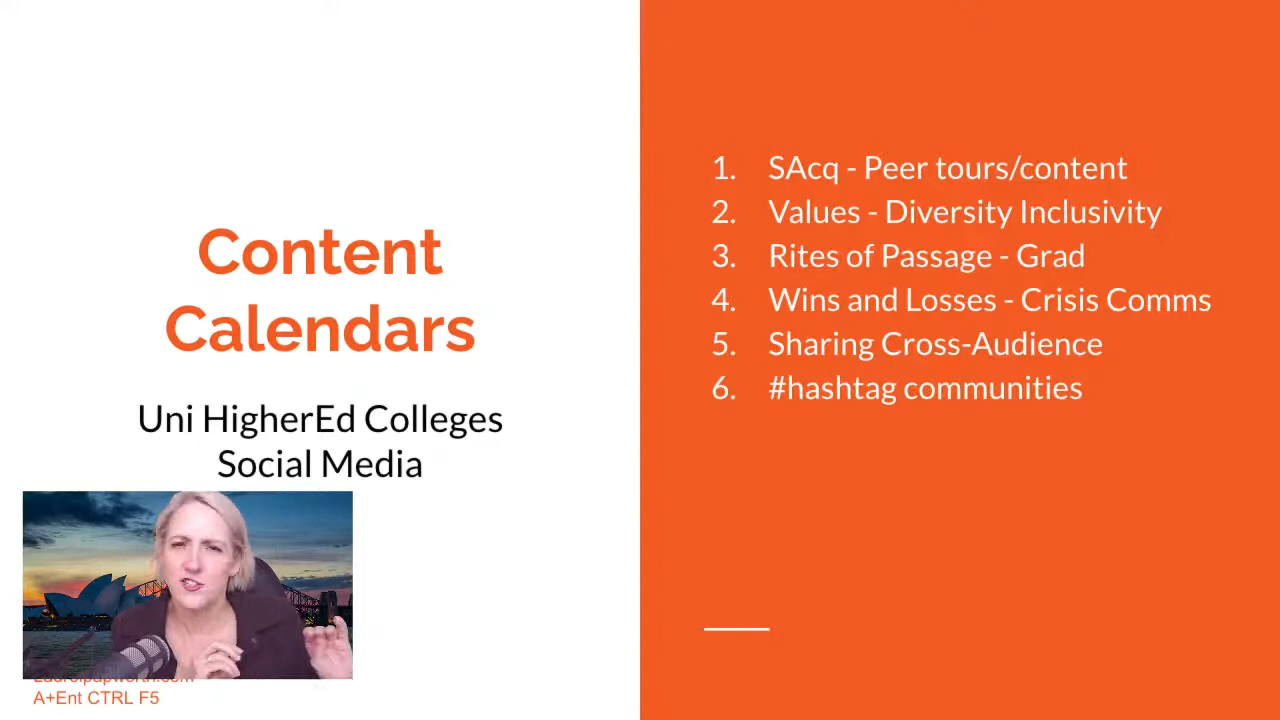 Content
Calendars
Uni HigherEd Colleges
Social Media
A+Ent CTRL F5
1. SAcq - Peer tours/content
2. Values - Diversity Inclusivity
3. Rites of Passage - Grad
4. Wins and Losses - Crisis Comms
5. Sharing Cross-Audience
6. #hashtag communities